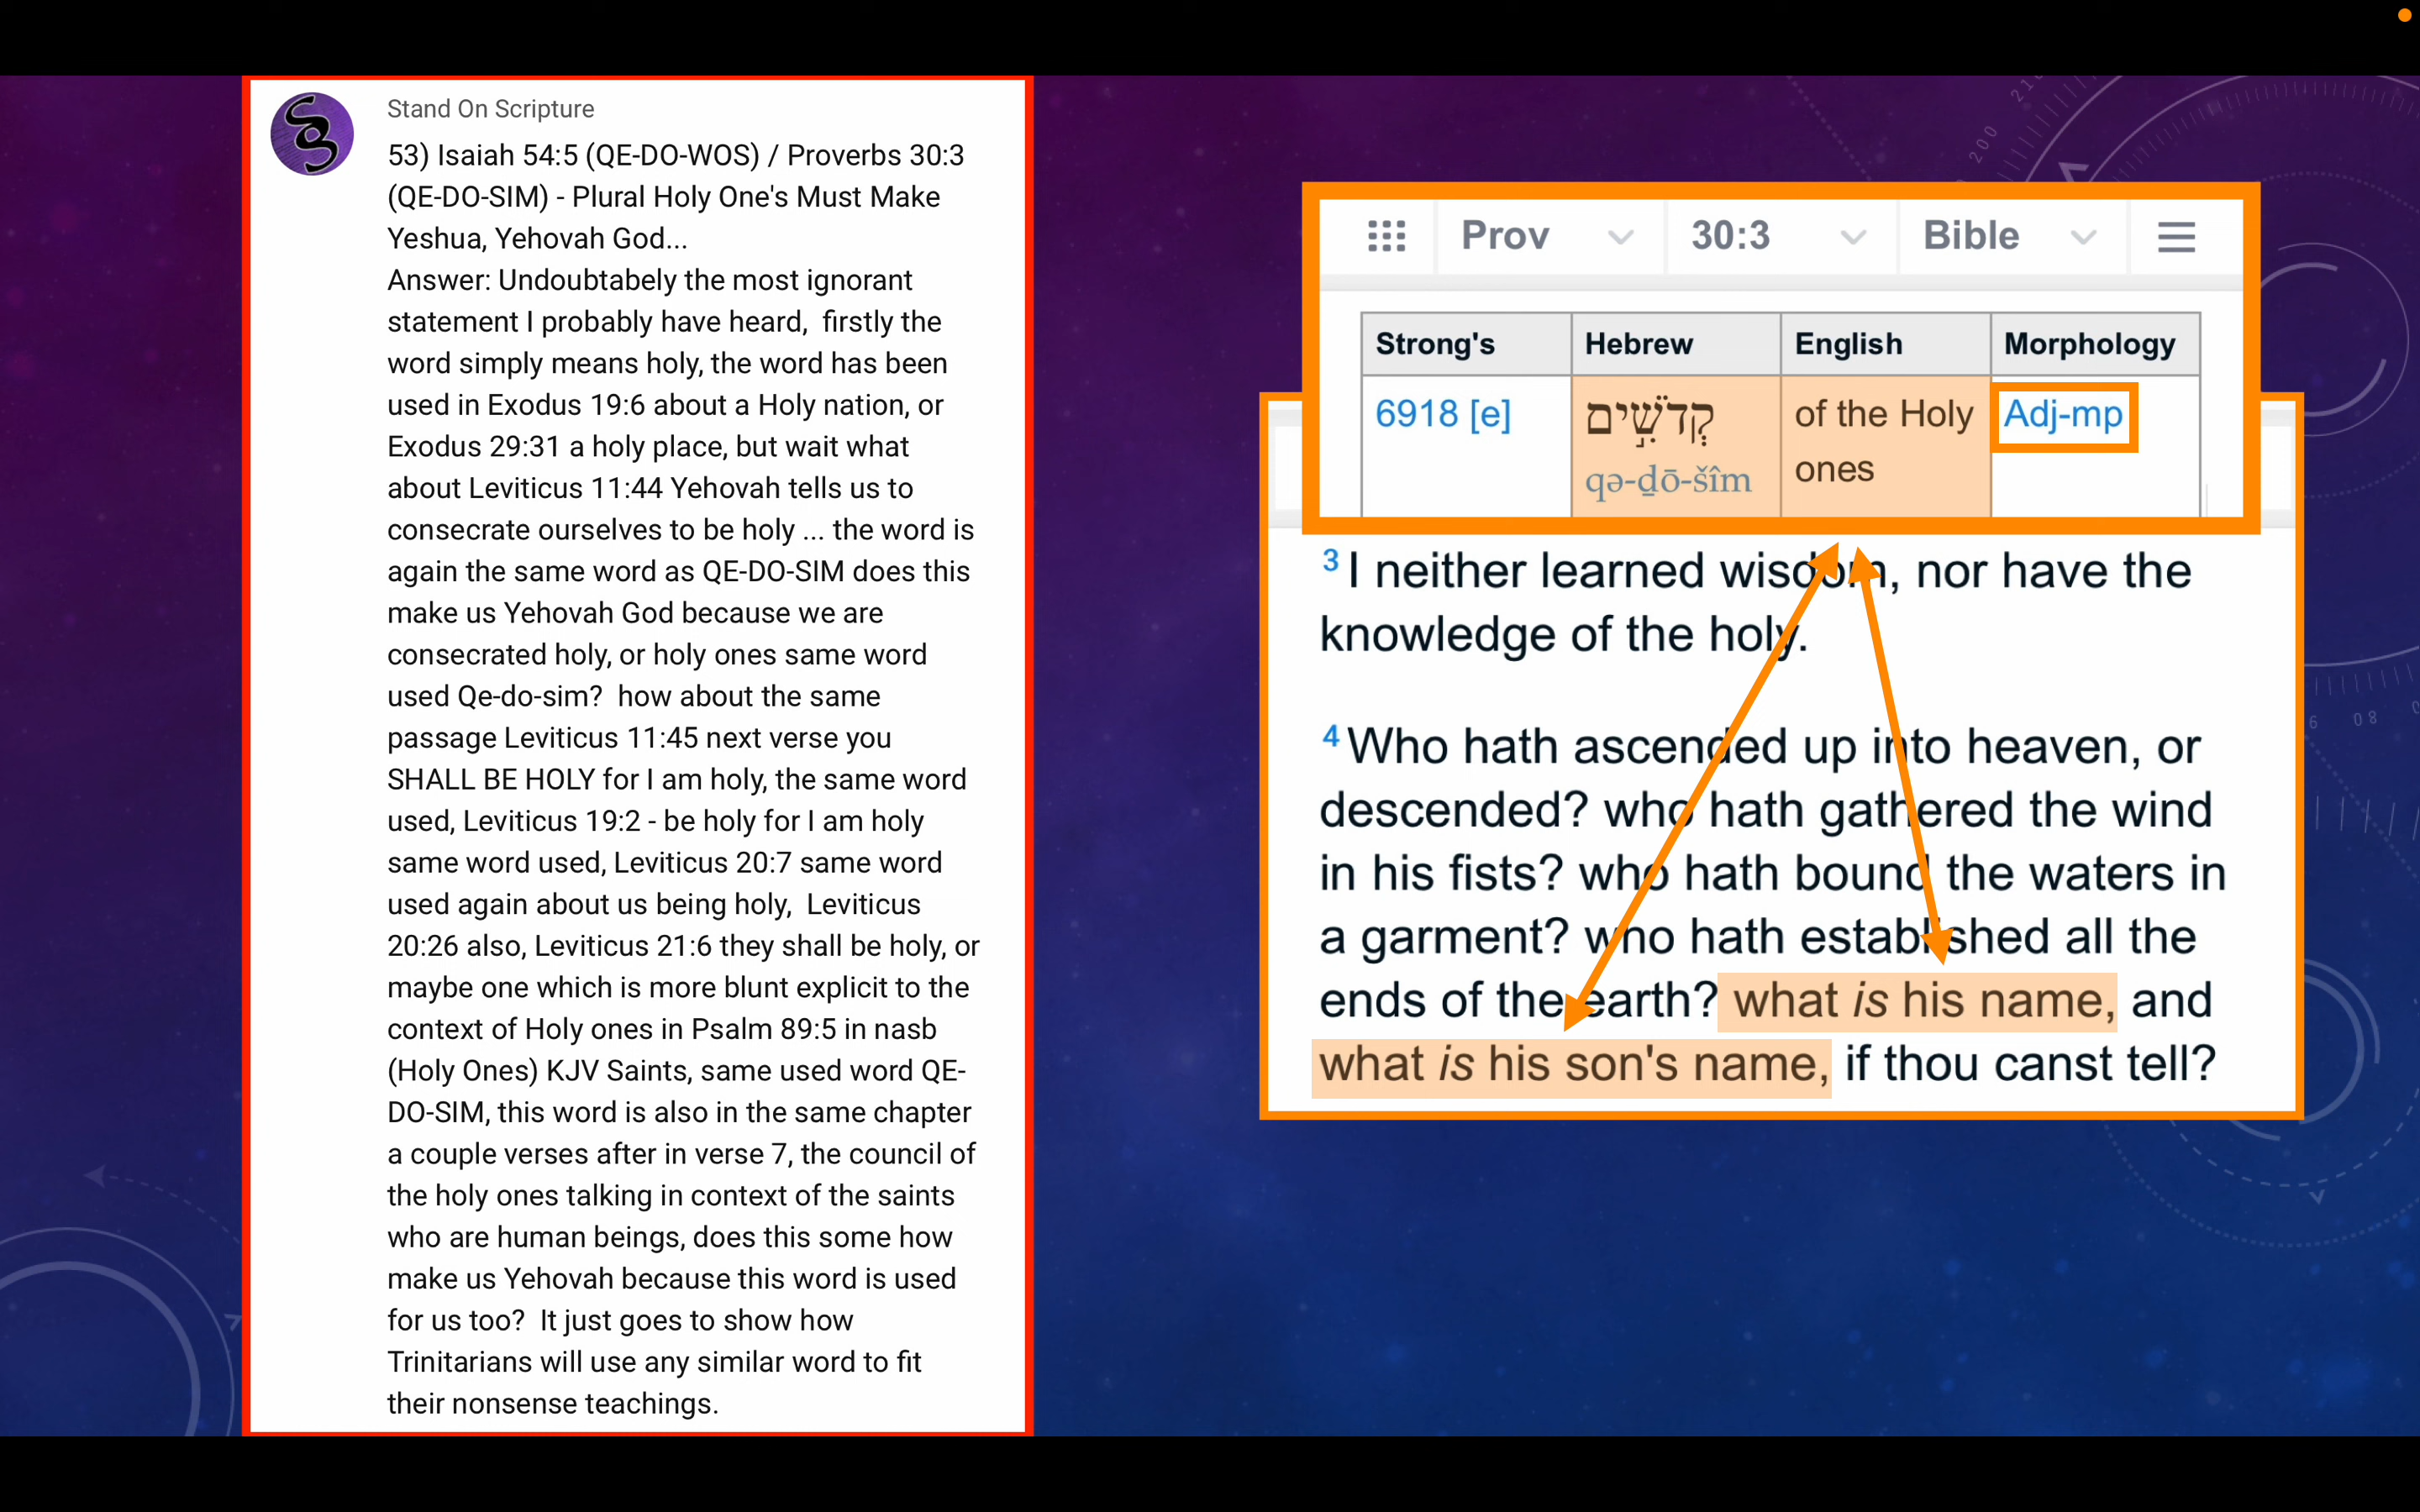 Stand On Scripture
53) Isaiah 54:5 (QE-DO-WOS) / Proverbs 30:3
(QE-DO-SIM) - Plural Holy One's Must Make
Yeshua, Yehovah God...
Answer: Undoubtabely the most ignorant
statement I probably have heard,  firstly the
word simply means holy, the word has been
used in Exodus 19:6 about a Holy nation, or
Exodus 29:31 a holy place, but wait what
about Leviticus 11:44 Yehovah tells us to
consecrate ourselves to be holy ... the word is
again the same word as QE-DO-SIM does this
make us Yehovah God because we are
consecrated holy, or holy ones same word
used Qe-do-sim?  how about the same
passage Leviticus 11:45 next verse you
SHALL BE HOLY for I am holy, the same word
used, Leviticus 19:2 - be holy for I am holy
same word used, Leviticus 20:7 same word
used again about us being holy,  Leviticus
20:26 also, Leviticus 21:6 they shall be holy, or
maybe one which is more blunt explicit to the
context of Holy ones in Psalm 89:5 in nasb
(Holy Ones) KJV Saints, same used word QE-
DO-SIM, this word is also in the same chapter
a couple verses after in verse 7, the council of
the holy ones talking in context of the saints
who are human beings, does this some how
make us Yehovah because this word is used
for us too?  It just goes to show how
Trinitarians will use any similar word to fit
their nonsense teachings.
Prov 30:3 Bible
Strong's Hebrew English Morphology
6918 [e] קְדֹשִׁ֣ים of the Holy Adj-mp
qə-ḏō-šîm ones
3 I neither learned wisdom, nor have the
knowledge of the holy.
4 Who hath ascended up into heaven, or
descended? who hath gathered the wind
in his fists? who hath bound the waters in
a garment? who hath established all the
ends of the earth? what is his name, and
what is his son's name, if thou canst tell?
200
08